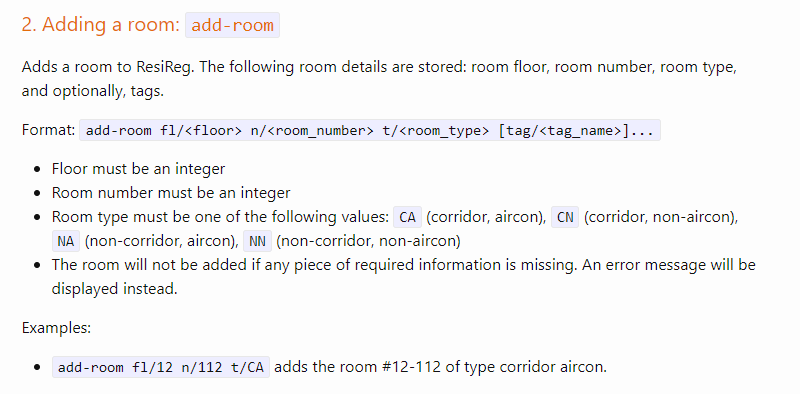 2. Adding a room: add-room
Adds a room to ResiReg. The following room details are stored: room floor, room number, room type,
and optionally, tags.
Format: add-room fl/<floor> n/<room_number> t/<room_type> [tag/<tag_name>]...
• Floor must be an integer
• Room number must be an integer
• Room type must be one of the following values: CA (corridor, aircon), CN (corridor, non-aircon),
NA (non-corridor, aircon), NN (non-corridor, non-aircon)
• The room will not be added if any piece of required information is missing. An error message will be
displayed instead.
Examples:
• add-room fl/12 n/112 t/CA adds the room #12-112 of type corridor aircon.